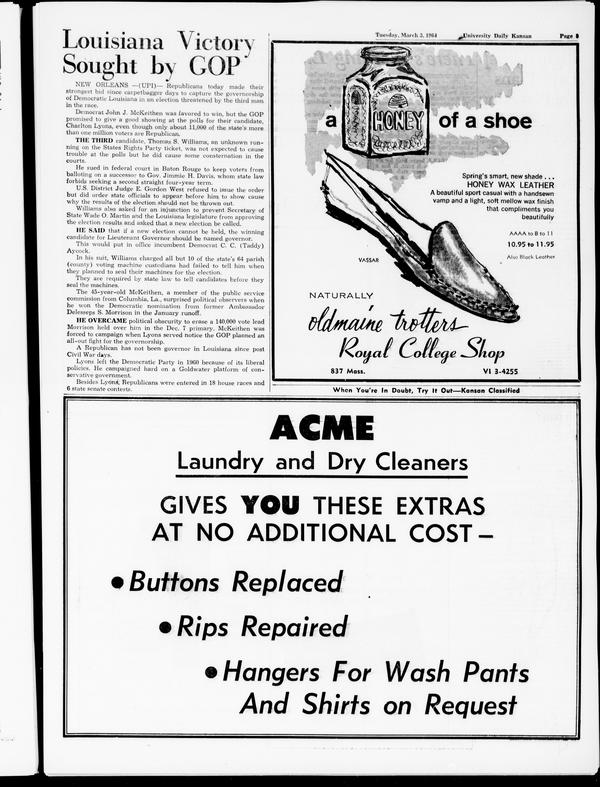 Tuesday, March 3, 1964 University Daily Kansan Page
Louisiana Victory
Sought by GOP
NEW ORLEANS —(UPI)— Republicans today made their
strongest bid since carpetbagger days to capture the governorship
of Democratic Louisiana in an election threatened by the third man
in the race.
Democrat John J. McKeithen was favored to win, but the GOP
promised to give a good showing at the polls for their candidate,
Charlton Lyons, even though only about 11,000 of the state's more
than one million voters are Republican.
THE THIRD candidate, Thomas S. Williams, an unknown run-
ning on the States Rights Party ticket, was not expected to cause
trouble at the polls but he did cause some consternation in the
courts.
He sued in federal court in Baton Rouge to keep voters from
balloting on a successor to Gov. Jimmie H. Davis, whom state law
forbids seeking a second straight four-year term.
U.S. District Judge E. Gordon West refused to issue the order
but did order state officials to appear before him to show cause
why the results of the election should not be thrown out.
Williams also asked for an injunction to prevent Secretary of
State Wade O. Martin and the Louisiana legislature from approving
the election results and asked that a new election be called.
HE SAID that if a new election cannot be held, the winning
candidate for Lieutenant Governor should be named governor.
This would put in office incumbent Democrat C. C. (Taddy)
Aycock.
In his suit, Williams charged all but 10 of the state's 64 parish
(county) voting machine custodians had failed to tell him when
they planned to seal their machines for the election.
They are required by state law to tell candidates before they
seal the machines.
The 45-year-old McKeithen, a member of the public service
commission from Columbia, La., surprised political observers when
he won the Democratic nomination from former Ambassador
Delesseps S. Morrison in the January runoff.
HE OVERCAME political obscurity to erase a 140,000 vote lead
Morrison held over him in the Dec. 7 primary. McKeithen was
forced to campaign when Lyons served notice the GOP planned an
all-out fight for the governorship.
A Republican has not been governor in Louisiana since post
Civil War days.
Lyons left the Democratic Party in 1960 because of its liberal
policies. He campaigned hard on a Goldwater platform of con-
servative government.
Besides Lyons, Republicans were entered in 18 house races and
6 state senate contests.
a HONEY of a shoe
Spring's smart, new shade ...
HONEY WAX LEATHER
A beautiful sport casual with a handsewn
vamp and a light, soft mellow wax finish
that compliments you
beautifully
AAAA to B to 11
10.95 to 11.95
Also Black Leather
VASSAR
NATURALLY
oldmaine trotters
Royal College Shop
837 Mass. VI 3-4255
When You're In Doubt, Try It Out—Kansan Classified
ACME
Laundry and Dry Cleaners
GIVES YOU THESE EXTRAS
AT NO ADDITIONAL COST –
• Buttons Replaced
• Rips Repaired
• Hangers For Wash Pants
And Shirts on Request